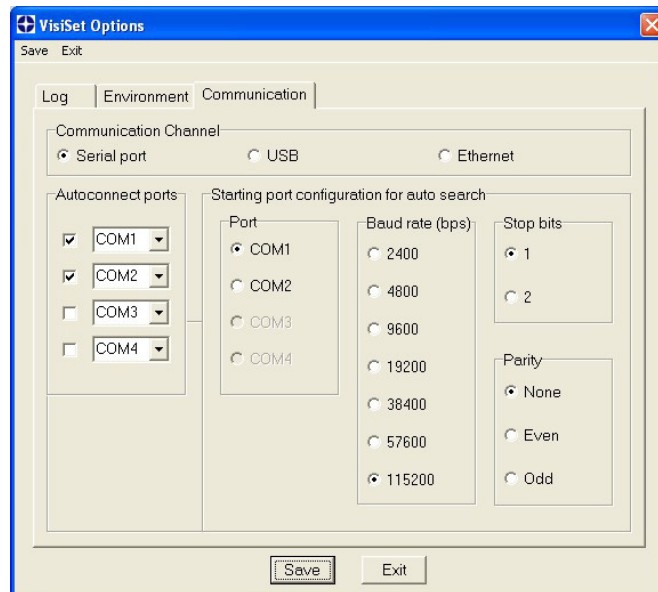 VisiSet Options
Save Exit
Log Environment Communication
Communication Channel
Serial port USB Ethernet
Autoconnect ports
COM1
COM2
COM3
COM4
Starting port configuration for auto search
Port
COM1
COM2
COM3
COM4
Baud rate (bps)
2400
4800
9600
19200
38400
57600
115200
Stop bits
1
2
Parity
None
Even
Odd
Save Exit